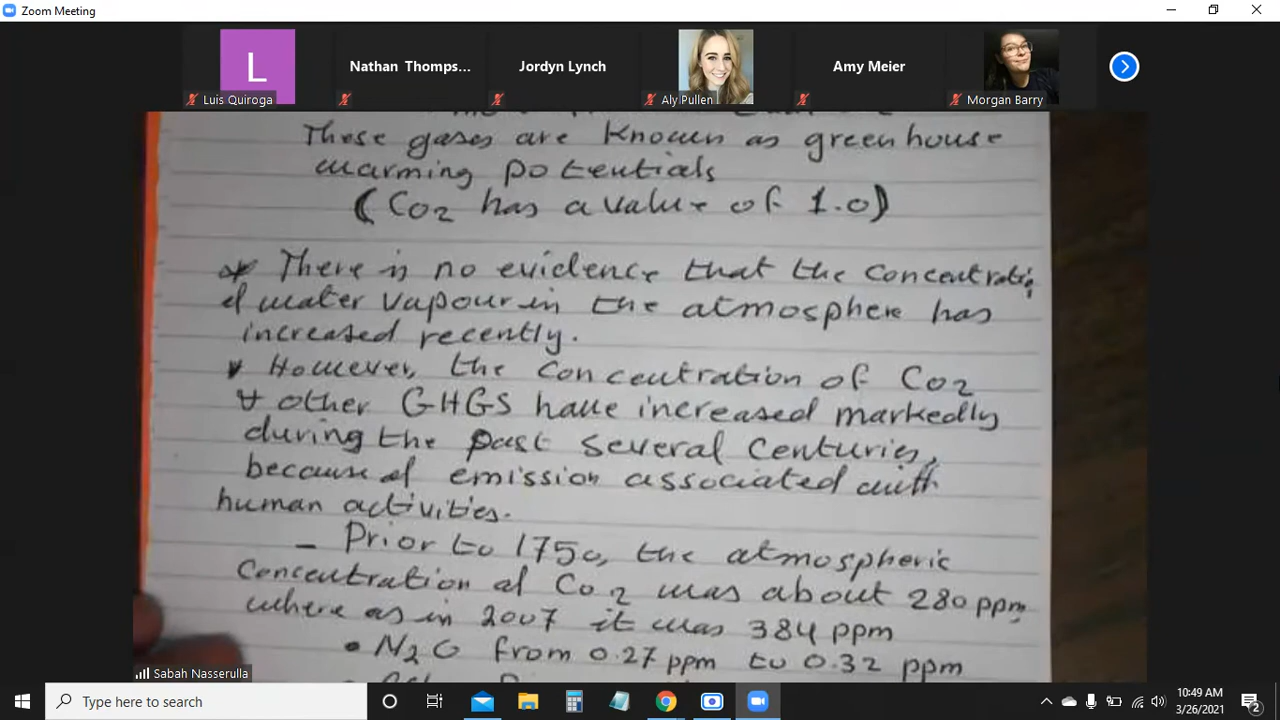 Zoom Meeting
L
Luis Quiroga
Nathan Thomps...
Jordyn Lynch
Aly Pullen
Amy Meier
Morgan Barry
These gases are known as greenhouse
warming potentials
(CO2 has a value of 1.0)
* There is no evidence that the concentration
of water vapour in the atmosphere has
increased recently.
* However, the concentration of CO2
& other GHGS have increased markedly
during the past several centuries,
because of emission associated with
human activities.
- Prior to 1750, the atmospheric
Concentration of CO2 was about 280 ppm,
where as in 2007 it was 384 ppm
• N2O from 0.27 ppm to 0.32 ppm
Sabah Nasserulla
Type here to search
10:49 AM
3/26/2021
2